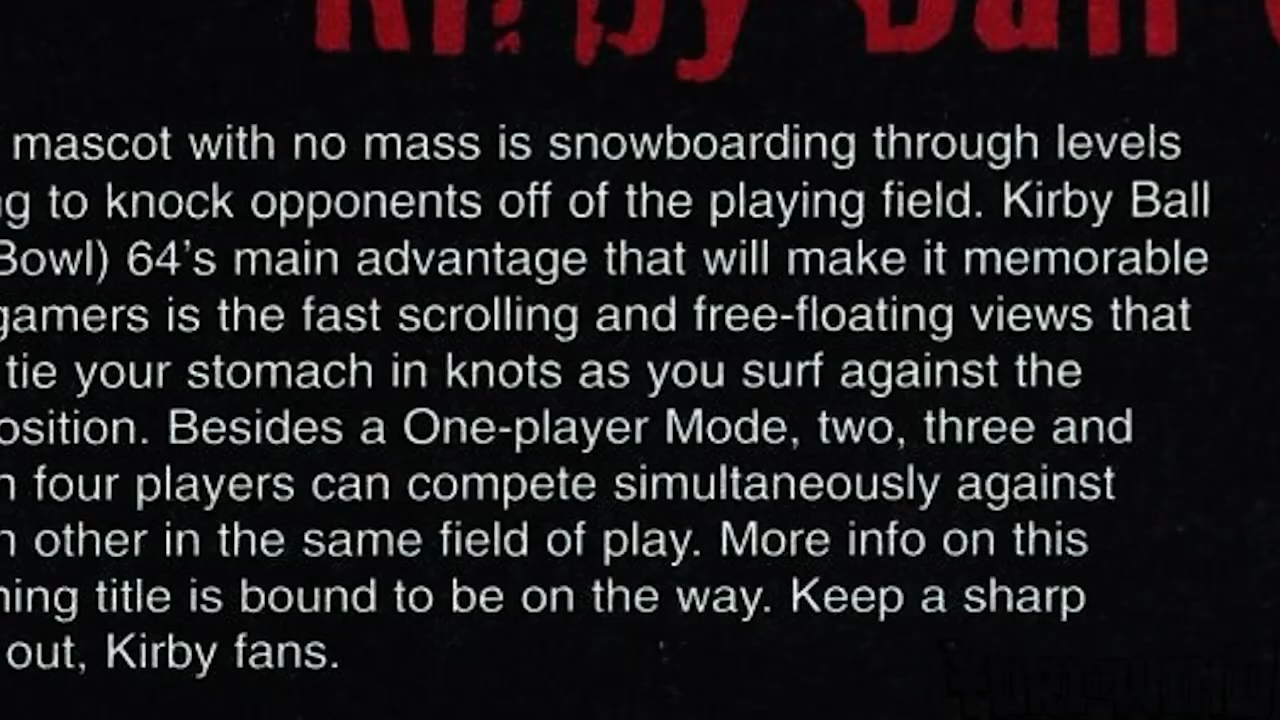 Kirby Ball
mascot with no mass is snowboarding through levels
to knock opponents off of the playing field. Kirby Ball
Bowl) 64's main advantage that will make it memorable
gamers is the fast scrolling and free-floating views that
tie your stomach in knots as you surf against the
Besides a One-player Mode, two, three and
four players can compete simultaneously against
other in the same field of play. More info on this
title is bound to be on the way. Keep a sharp
out, Kirby fans.